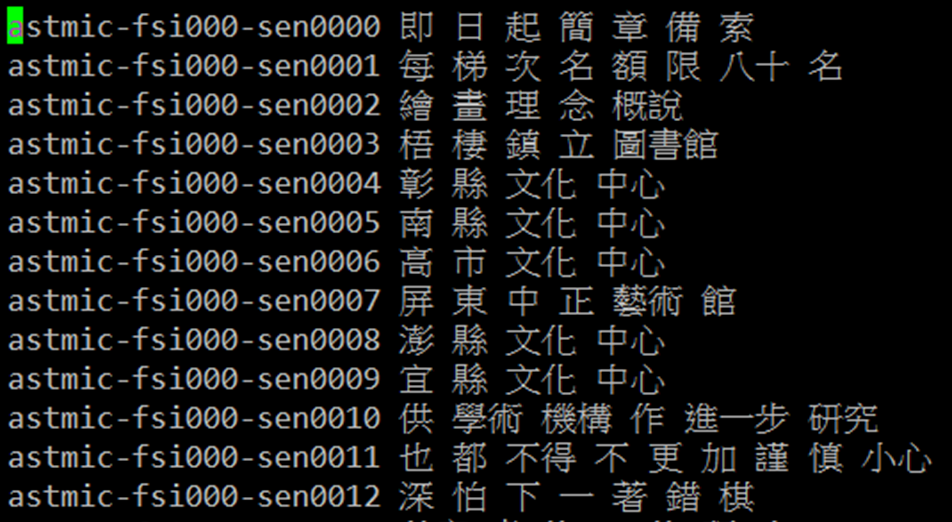 astmic-fsi000-sen0000 即 日 起 簡 章 備 索
astmic-fsi000-sen0001 每 梯 次 名 額 限 八十 名
astmic-fsi000-sen0002 繪 畫 理 念 概說
astmic-fsi000-sen0003 梧 棲 鎮 立 圖書館
astmic-fsi000-sen0004 彰 縣 文化 中心
astmic-fsi000-sen0005 南 縣 文化 中心
astmic-fsi000-sen0006 高 市 文化 中心
astmic-fsi000-sen0007 屏 東 中 正 藝術 館
astmic-fsi000-sen0008 澎 縣 文化 中心
astmic-fsi000-sen0009 宜 縣 文化 中心
astmic-fsi000-sen0010 供 學術 機構 作 進一步 研究
astmic-fsi000-sen0011 也 都 不得 不 更 加 謹 慎 小心
astmic-fsi000-sen0012 深 怕 下 一 著 錯 棋